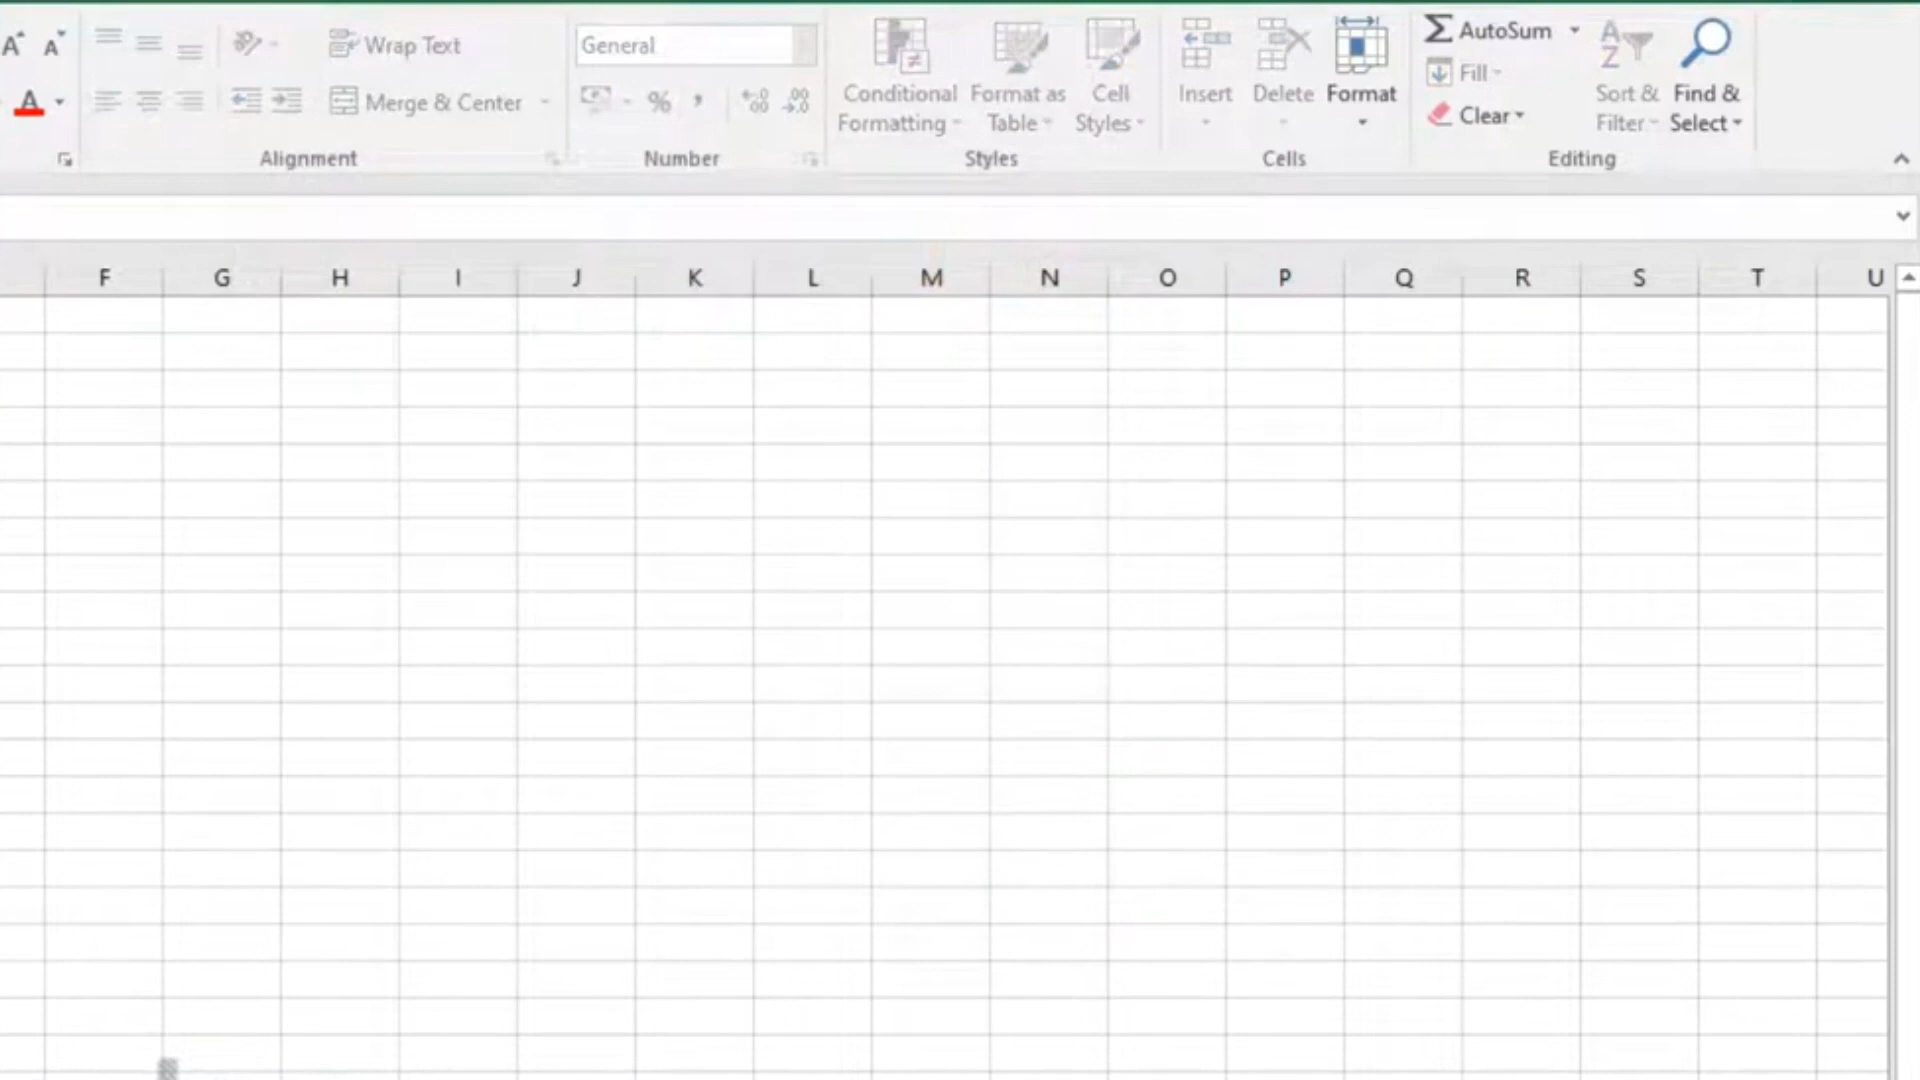 Wrap Text
Merge & Center
Alignment
General
%
Number
Conditional Formatting
Format as Table
Cell Styles
Styles
Insert
Delete
Format
Cells
AutoSum
Fill
Clear
Sort & Filter
Find & Select
Editing
F G H I J K L M N O P Q R S T U